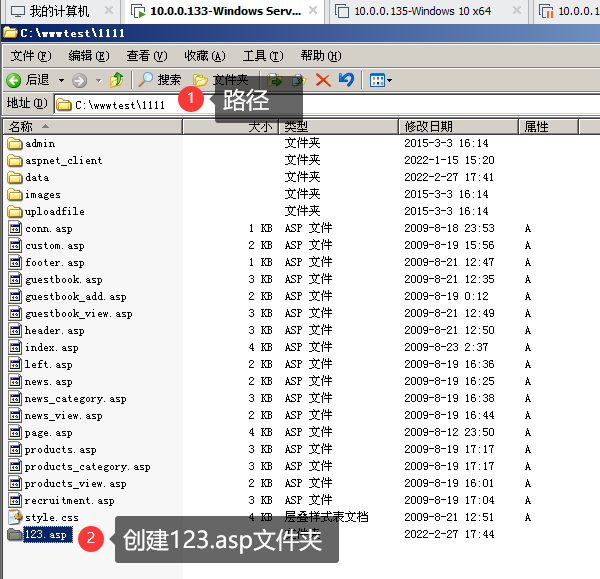 我的计算机 × 10.0.0.133-Windows Serv... × 10.0.0.135-Windows 10 x64 × 10.0.0.1
C:\wwwtest\1111
文件(F) 编辑(E) 查看(V) 收藏(A) 工具(T) 帮助(H)
后退 搜索 文件夹
地址(D) C:\wwwtest\1111 1 路径
名称 大小 类型 修改日期 属性
admin 文件夹 2015-3-3 16:14
aspnet_client 文件夹 2022-1-15 15:20
data 文件夹 2022-2-27 17:41
images 文件夹 2015-3-3 16:14
uploadfile 文件夹 2015-3-3 16:14
conn.asp 1 KB ASP 文件 2009-8-18 23:53 A
custom.asp 2 KB ASP 文件 2009-8-19 15:56 A
footer.asp 1 KB ASP 文件 2009-8-21 12:47 A
guestbook.asp 3 KB ASP 文件 2009-8-21 12:35 A
guestbook_add.asp 2 KB ASP 文件 2009-8-19 0:12 A
guestbook_view.asp 3 KB ASP 文件 2009-8-21 12:49 A
header.asp 3 KB ASP 文件 2009-8-21 12:50 A
index.asp 4 KB ASP 文件 2009-8-23 2:37 A
left.asp 2 KB ASP 文件 2009-8-19 16:36 A
news.asp 2 KB ASP 文件 2009-8-19 16:25 A
news_category.asp 3 KB ASP 文件 2009-8-19 16:38 A
news_view.asp 2 KB ASP 文件 2009-8-19 16:44 A
page.asp 4 KB ASP 文件 2009-8-12 23:50 A
products.asp 3 KB ASP 文件 2009-8-19 17:17 A
products_category.asp 3 KB ASP 文件 2009-8-19 17:17 A
products_view.asp 2 KB ASP 文件 2009-8-19 16:01 A
recruitment.asp 3 KB ASP 文件 2009-8-19 17:04 A
style.css 4 KB 层叠样式表文档 2009-8-21 12:51 A
123.asp 2 创建123.asp文件夹 文件夹 2022-2-27 17:44